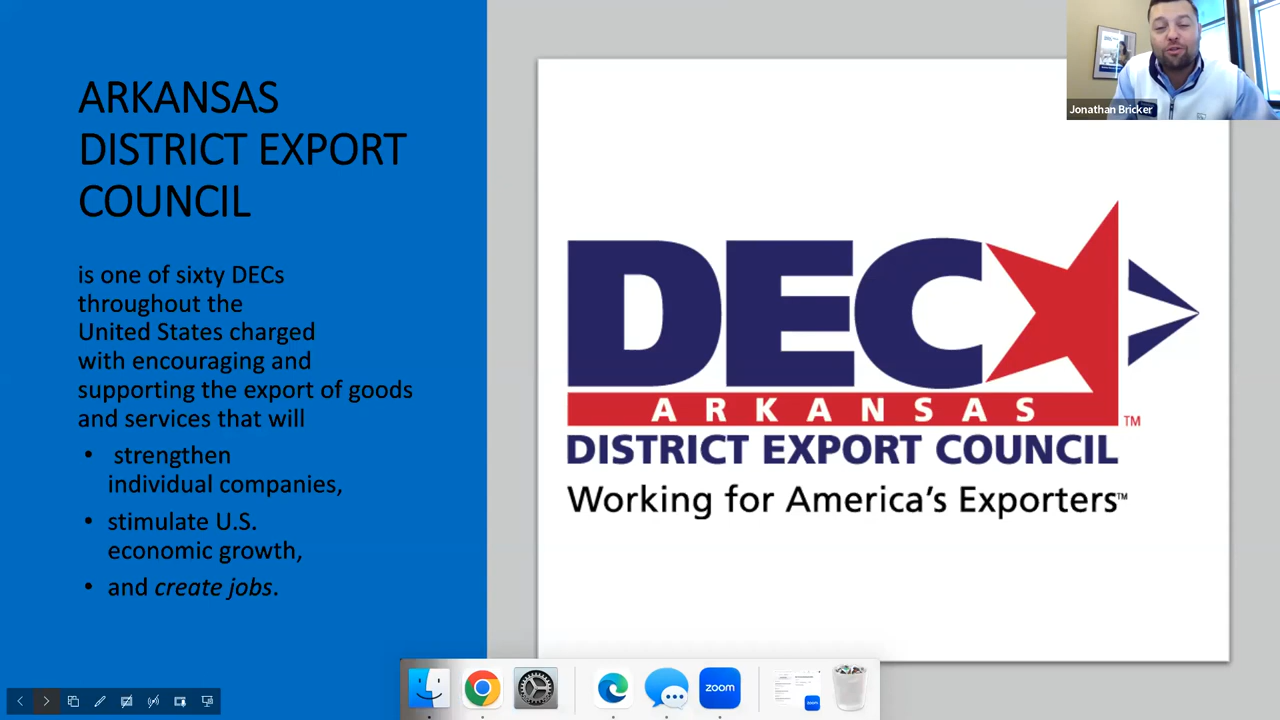 ARKANSAS
DISTRICT EXPORT
COUNCIL
is one of sixty DECs
throughout the
United States charged
with encouraging and
supporting the export of goods
and services that will
• strengthen
individual companies,
• stimulate U.S.
economic growth,
• and create jobs.
DEC
ARKANSAS
TM
DISTRICT EXPORT COUNCIL
Working for America's Exporters™
Jonathan Bricker
zoom